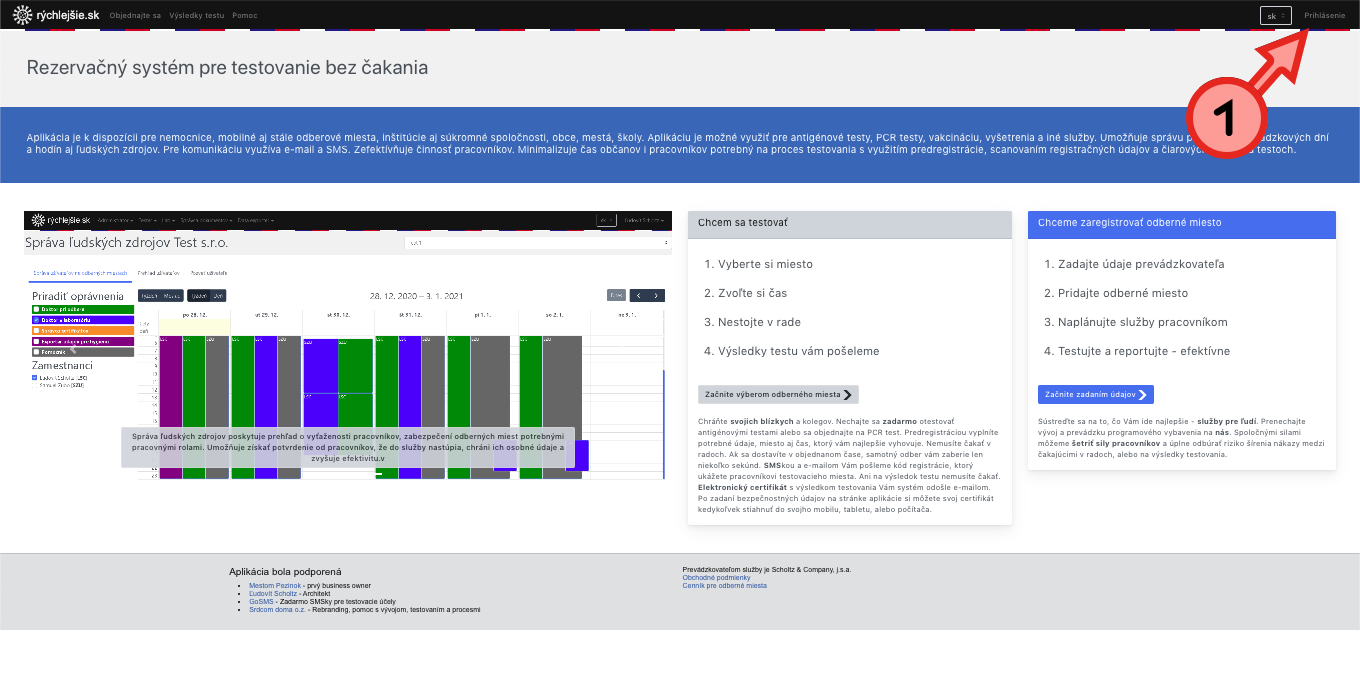 rýchlejšie.sk Objednajte sa Výsledky testu Pomoc sk Prihlásenie
1
Rezervačný systém pre testovanie bez čakania
Aplikácia je k dispozícii pre nemocnice, mobilné aj stále odberové miesta, inštitúcie aj súkromné spoločnosti, obce, mestá, školy. Aplikáciu je možné využiť pre antigénové testy, PCR testy, vakcináciu, vyšetrenia a iné služby. Umožňuje správu dní
a hodín aj ľudských zdrojov. Pre komunikáciu využíva e-mail a SMS. Zefektívňuje činnosť pracovníkov. Minimalizuje čas občanov i pracovníkov potrebný na proces testovania s využitím predregistrácie, scanovaním registračných údajov a testoch.
rýchlejšie.sk
Správa ľudských zdrojov Test s.r.o.
Priradiť oprávnenia
28. 12. 2020 – 3. 1. 2021
po 28. 12. ut 29. 12. st 30. 12. št 31. 12. pi 1. 1. so 2. 1. ne 3. 1.
Pomocník
Zamestnanci
Správa ľudských zdrojov poskytuje prehľad o vyťaženosti pracovníkov, zabezpečení odberných miest potrebnými
pracovnými rolami. Umožňuje získať potvrdenie od pracovníkov, že do služby nastúpia, chráni ich osobné údaje a
zvyšuje efektivitu.v
Chcem sa testovať
1. Vyberte si miesto
2. Zvoľte si čas
3. Nestojte v rade
4. Výsledky testu vám pošeleme
Začnite výberom odberného miesta
Chráňte svojich blízkych a kolegov. Nechajte sa zadarmo otestovať
antigénovými testami alebo sa objednajte na PCR test. Predregistráciou vyplníte
potrebné údaje, miesto aj čas, ktorý vám najlepšie vyhovuje. Nemusíte čakať v
radoch. Ak sa dostavíte v objednanom čase, samotný odber vám zaberie len
niekoľko sekúnd. SMSkou a e-mailom Vám pošleme kód registrácie, ktorý
ukážete pracovníkovi testovacieho miesta. Ani na výsledok testu nemusíte čakať.
Elektronický certifikát s výsledkom testovania Vám systém odošle e-mailom.
Po zadaní bezpečnostných údajov na stránke aplikácie si môžete svoj certifikát
kedykoľvek stiahnuť do svojho mobilu, tabletu, alebo počítača.
Chceme zaregistrovať odberné miesto
1. Zadajte údaje prevádzkovateľa
2. Pridajte odberné miesto
3. Naplánujte služby pracovníkom
4. Testujte a reportujte - efektívne
Začnite zadaním údajov
Sústreďte sa na to, čo Vám ide najlepšie - služby pre ľudí. Prenechajte
vývoj a prevádzku programového vybavenia na nás. Spoločnými silami
môžeme šetriť sily pracovníkov a úplne odbúrať riziko šírenia nákazy medzi
čakajúcimi v radoch, alebo na výsledky testovania.
Aplikácia bola podporená
Mestom Pezinok - prvý business owner
Ľudovít Scholtz - Architekt
GoSMS - Zadarmo SMSky pre testovacie účely
Srdcom doma o.z. - Rebranding, pomoc s vývojom, testovaním a procesmi
Prevádzkovateľom služby je Scholtz & Company, j.s.a.
Obchodné podmienky
Cenník pre odberné miesta